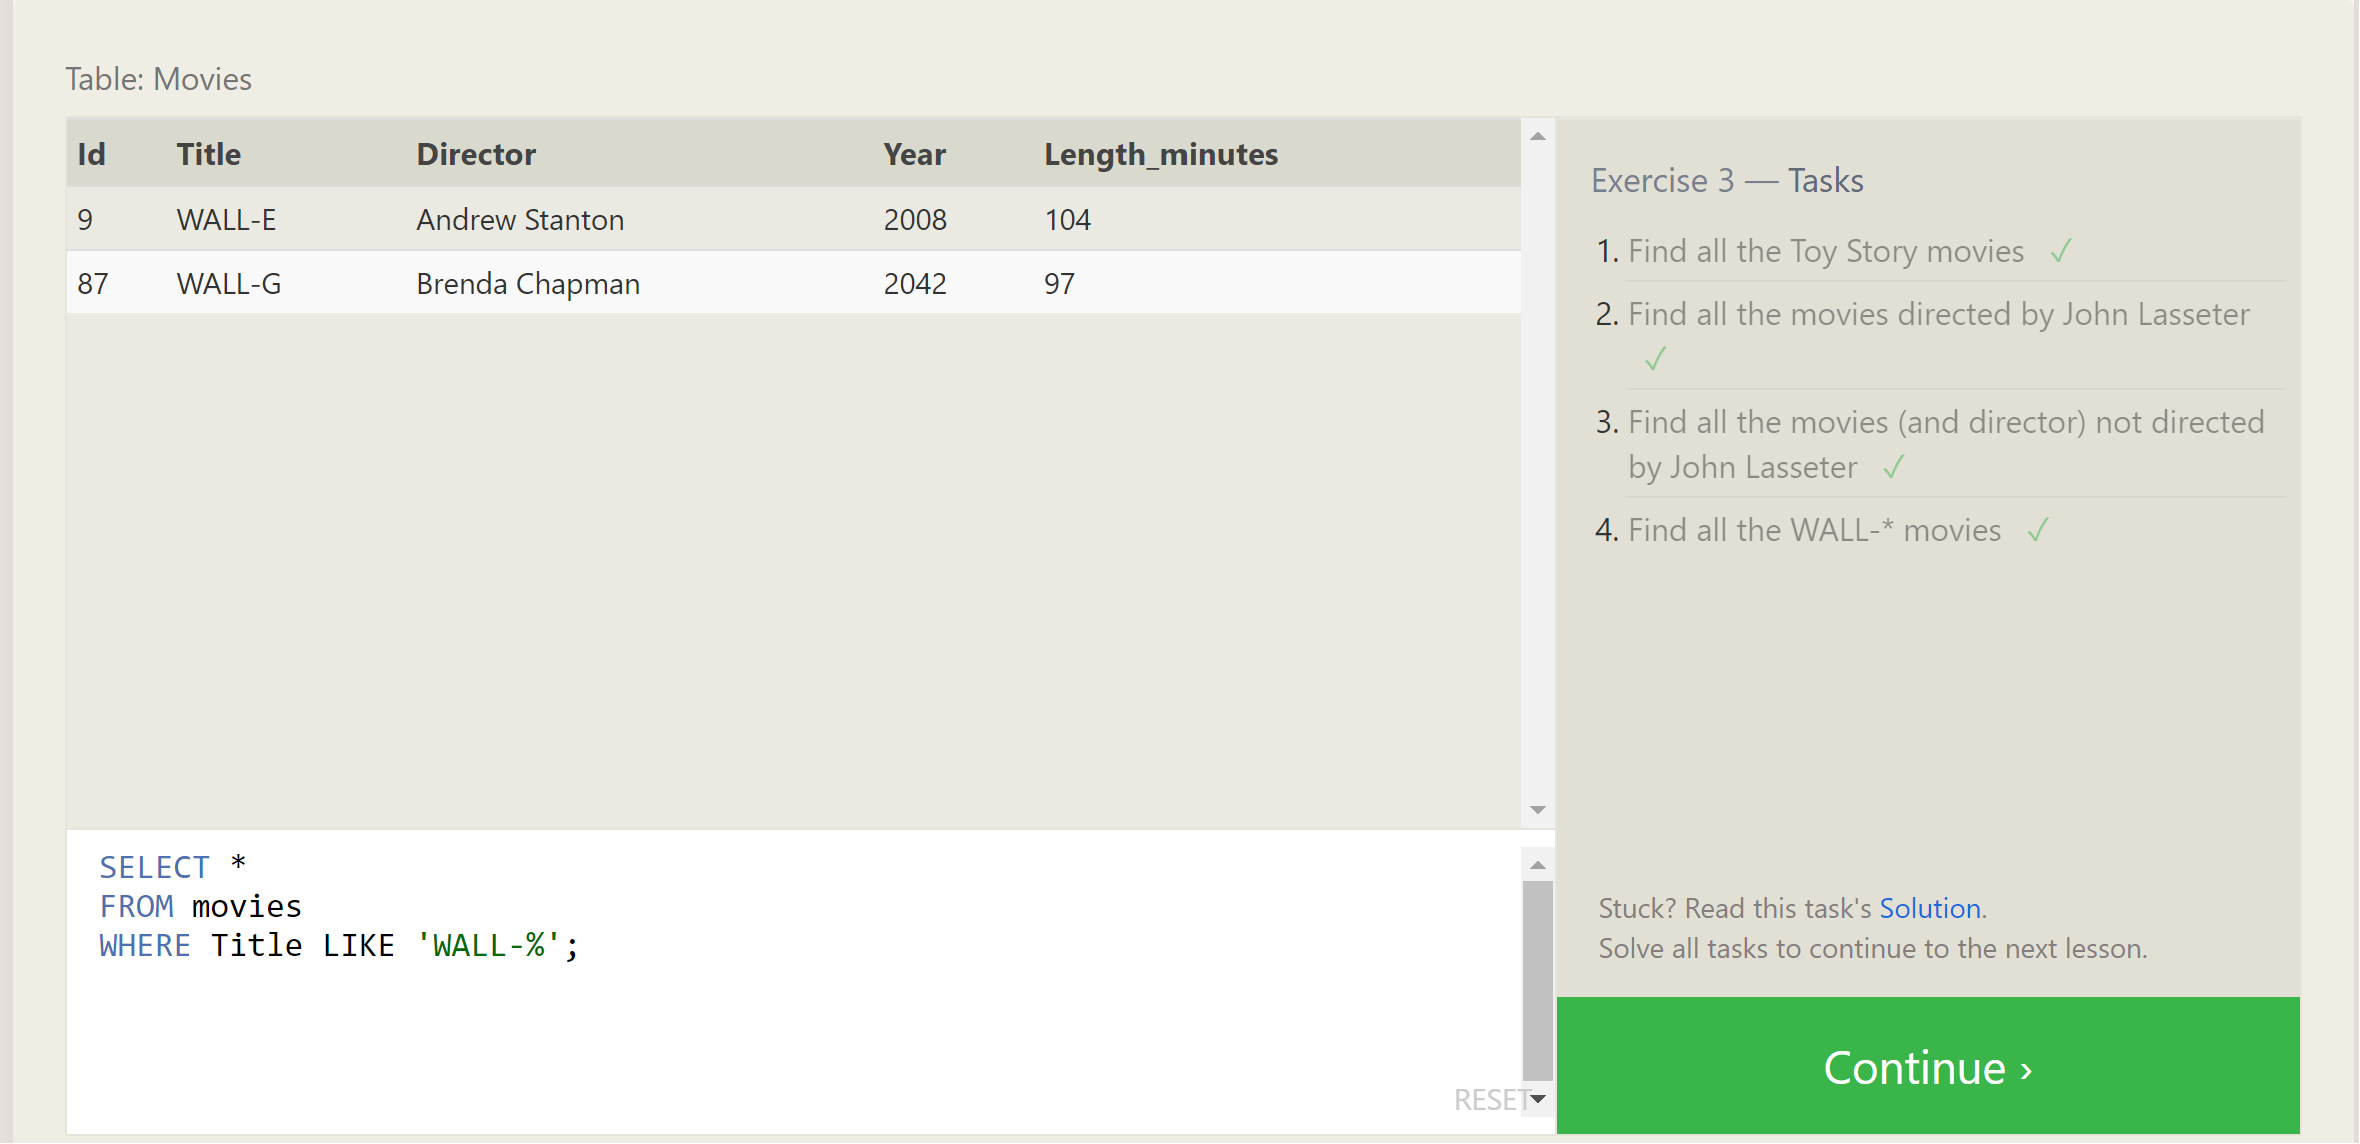 Table: Movies
Id Title Director Year Length_minutes
9 WALL-E Andrew Stanton 2008 104
87 WALL-G Brenda Chapman 2042 97
SELECT *
FROM movies
WHERE Title LIKE 'WALL-%';
RESET
Exercise 3 — Tasks
1. Find all the Toy Story movies ✓
2. Find all the movies directed by John Lasseter
✓
3. Find all the movies (and director) not directed
by John Lasseter ✓
4. Find all the WALL-* movies ✓
Stuck? Read this task's Solution.
Solve all tasks to continue to the next lesson.
Continue ›